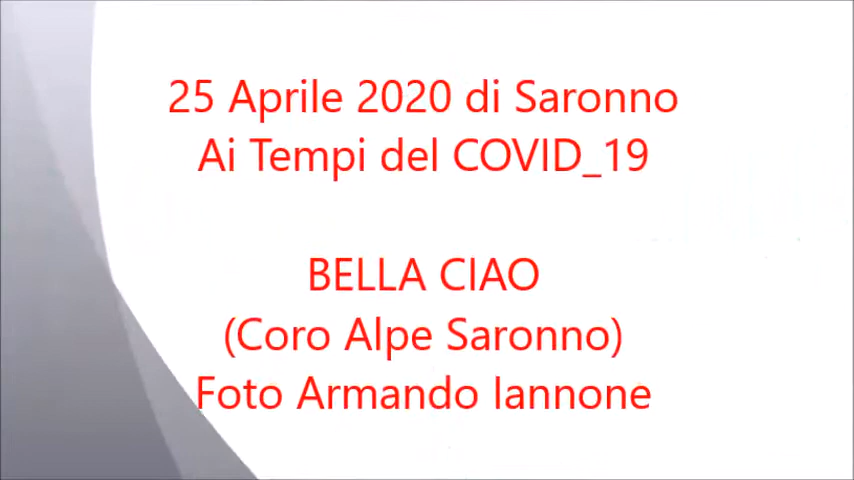 25 Aprile 2020 di Saronno
Ai Tempi del COVID_19
BELLA CIAO
(Coro Alpe Saronno)
Foto Armando Iannone